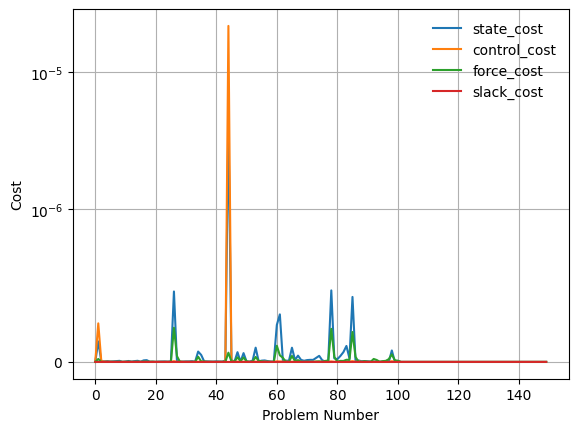 state_cost
control_cost
force_cost
slack_cost
10⁻⁵
10⁻⁶
0
Cost
0 20 40 60 80 100 120 140
Problem Number